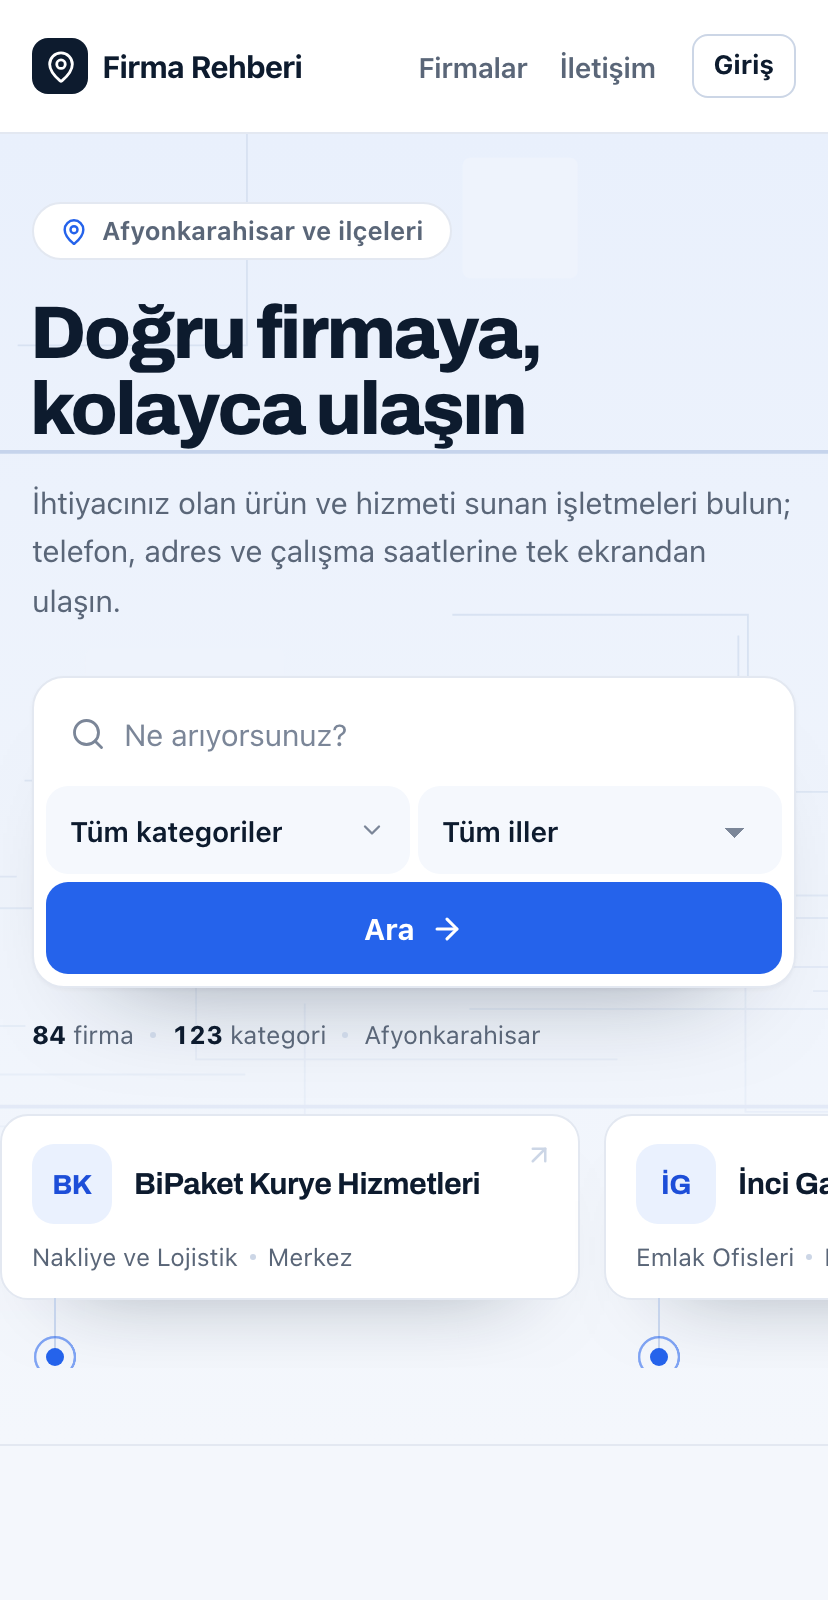 Firma Rehberi
Firmalar
İletişim
Giriş
Afyonkarahisar ve ilçeleri
Doğru firmaya,
kolayca ulaşın
İhtiyacınız olan ürün ve hizmeti sunan işletmeleri bulun;
telefon, adres ve çalışma saatlerine tek ekrandan
ulaşın.
Ne arıyorsunuz?
Tüm kategoriler
Tüm iller
Ara
84 firma • 123 kategori • Afyonkarahisar
BK
BiPaket Kurye Hizmetleri
Nakliye ve Lojistik • Merkez
İG
İnci
Emlak Ofisleri •